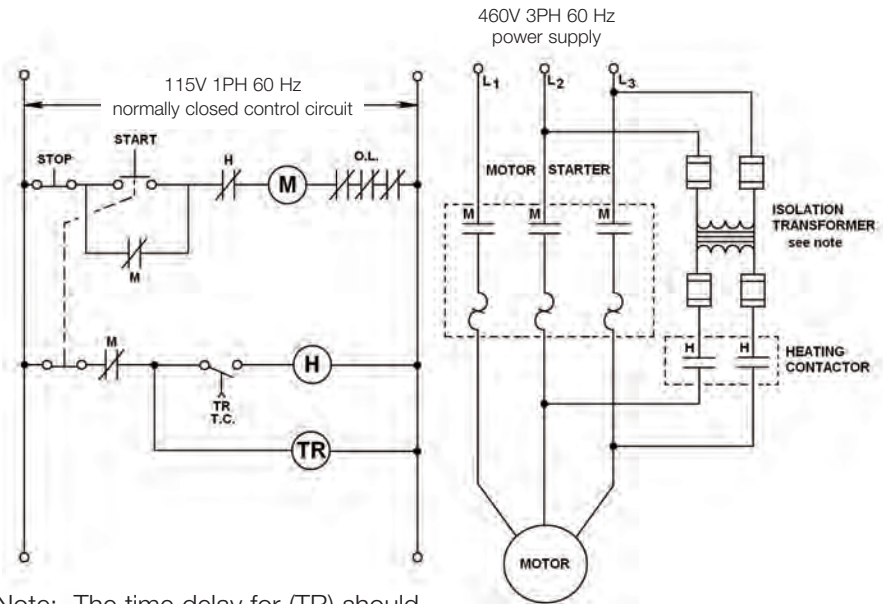 460V 3PH 60 Hz
power supply
L1
L2
L3
115V 1PH 60 Hz
normally closed control circuit
START
STOP
H
M
O.L.
M
MOTOR STARTER
M
M
M
ISOLATION
TRANSFORMER
see note
M
H
TR
T.C.
TR
H
H
HEATING
CONTACTOR
MOTOR
Note: The time delay for (TR) should